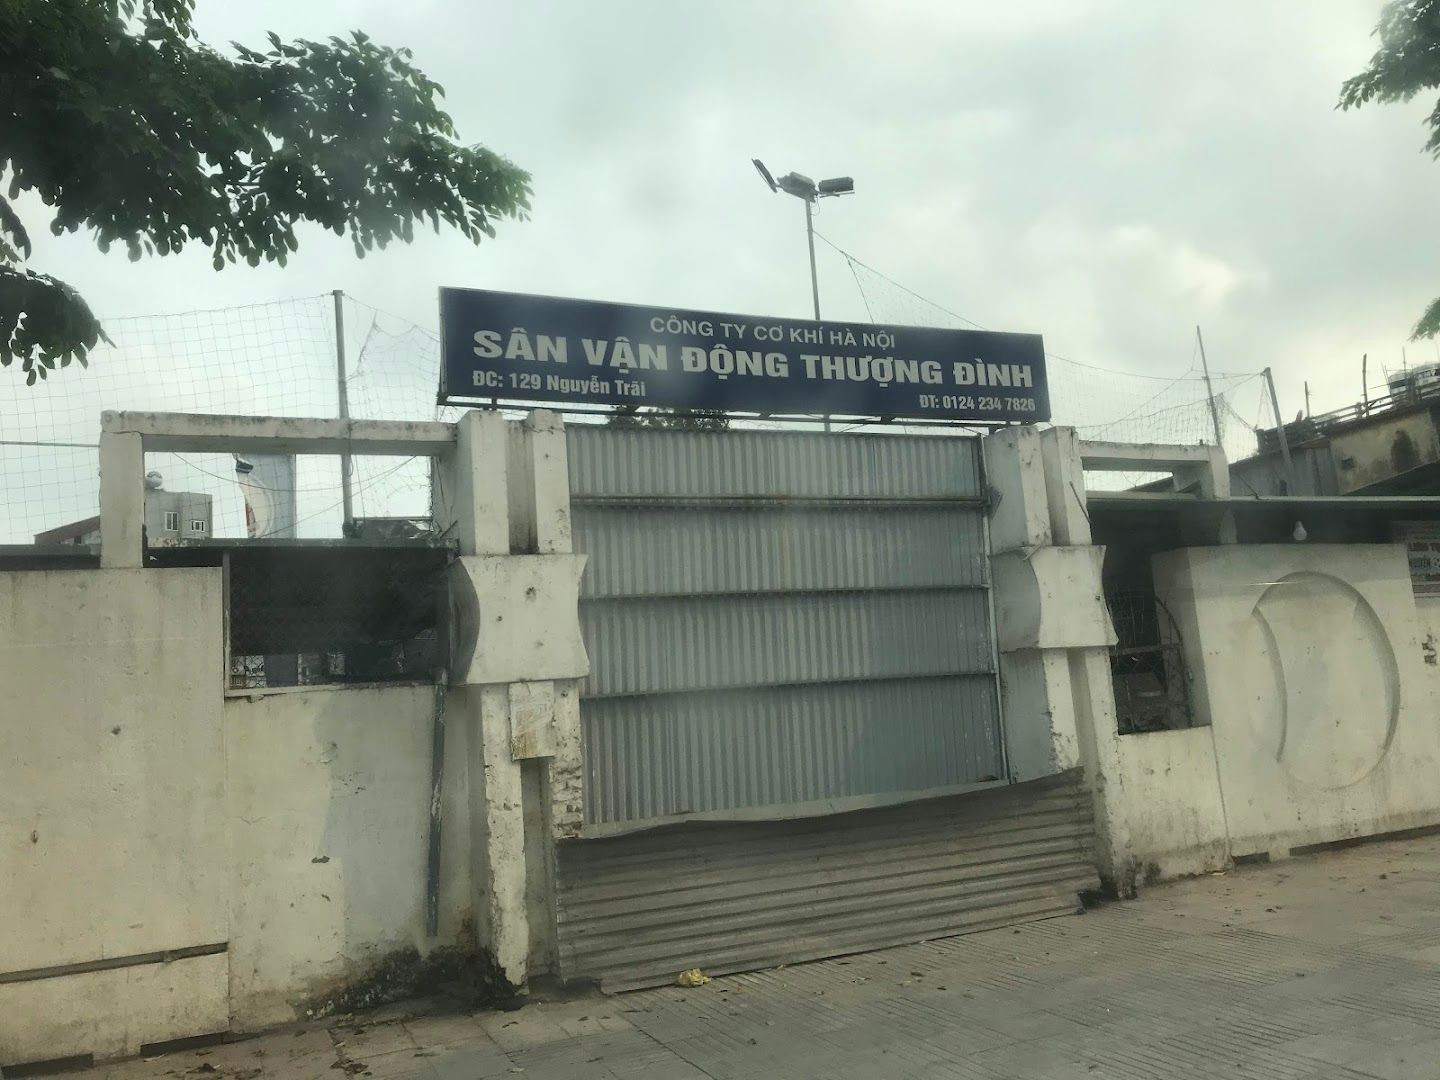 CÔNG TY CƠ KHÍ HÀ NỘI
SÂN VẬN ĐỘNG THƯỢNG ĐÌNH
ĐC: 129 Nguyễn Trãi
ĐT: 0124 234 7826